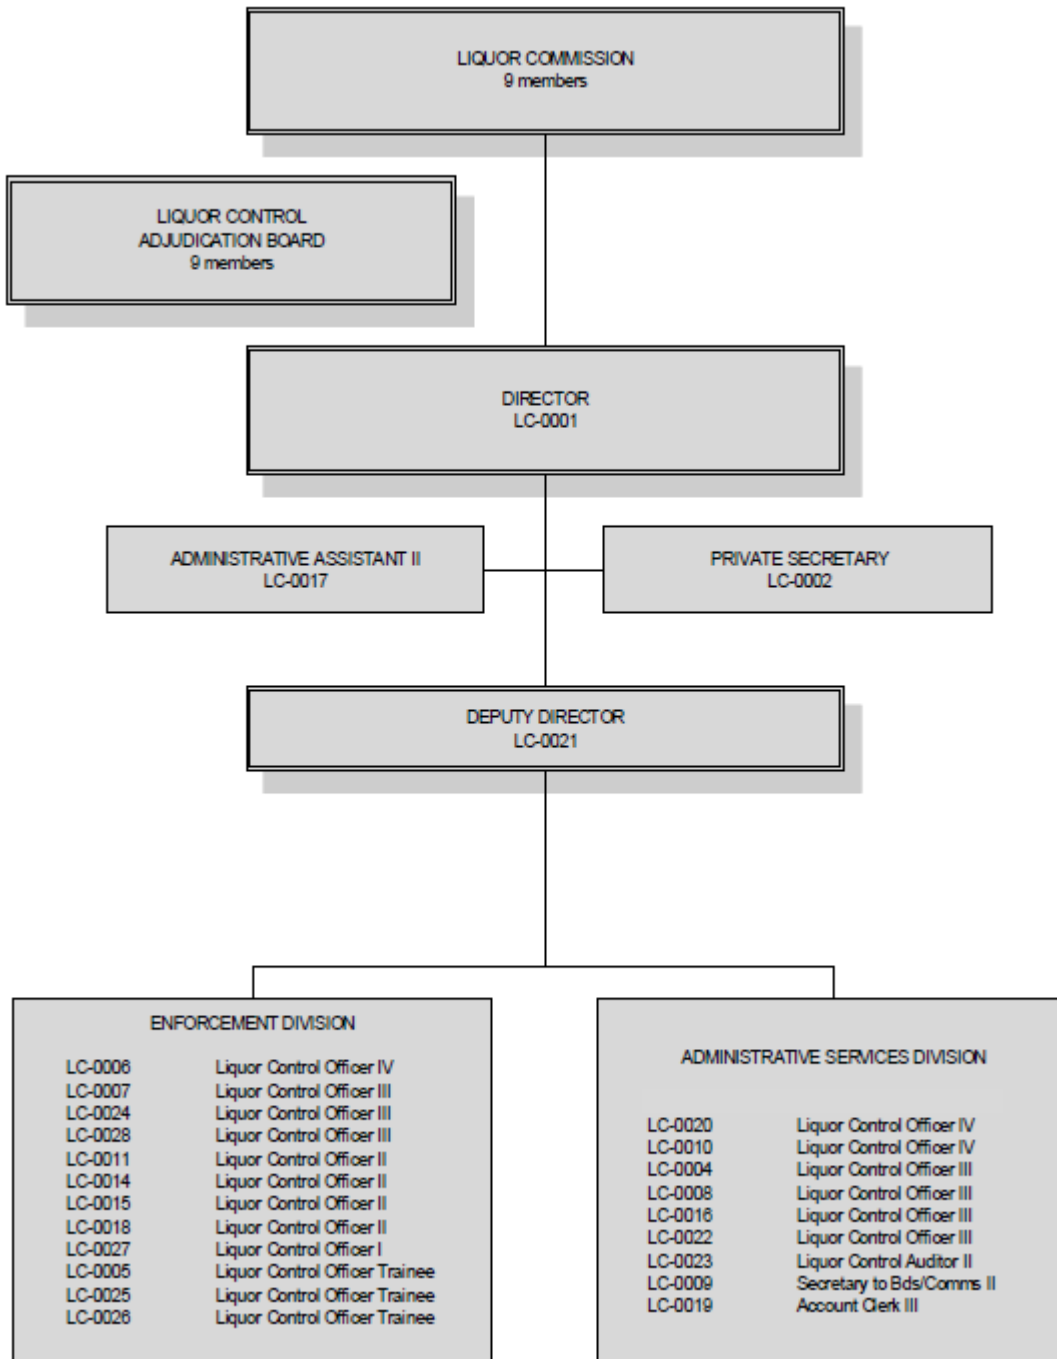 LIQUOR COMMISSION
9 members
LIQUOR CONTROL
ADJUDICATION BOARD
9 members
DIRECTOR
LC-0001
ADMINISTRATIVE ASSISTANT II
LC-0017
PRIVATE SECRETARY
LC-0002
DEPUTY DIRECTOR
LC-0021
ENFORCEMENT DIVISION
LC-0006 Liquor Control Officer IV
LC-0007 Liquor Control Officer III
LC-0024 Liquor Control Officer III
LC-0028 Liquor Control Officer III
LC-0011 Liquor Control Officer II
LC-0014 Liquor Control Officer II
LC-0015 Liquor Control Officer II
LC-0018 Liquor Control Officer II
LC-0027 Liquor Control Officer I
LC-0005 Liquor Control Officer Trainee
LC-0025 Liquor Control Officer Trainee
LC-0026 Liquor Control Officer Trainee
ADMINISTRATIVE SERVICES DIVISION
LC-0020 Liquor Control Officer IV
LC-0010 Liquor Control Officer IV
LC-0004 Liquor Control Officer III
LC-0008 Liquor Control Officer III
LC-0016 Liquor Control Officer III
LC-0022 Liquor Control Officer III
LC-0023 Liquor Control Auditor II
LC-0009 Secretary to Bds/Comms II
LC-0019 Account Clerk III